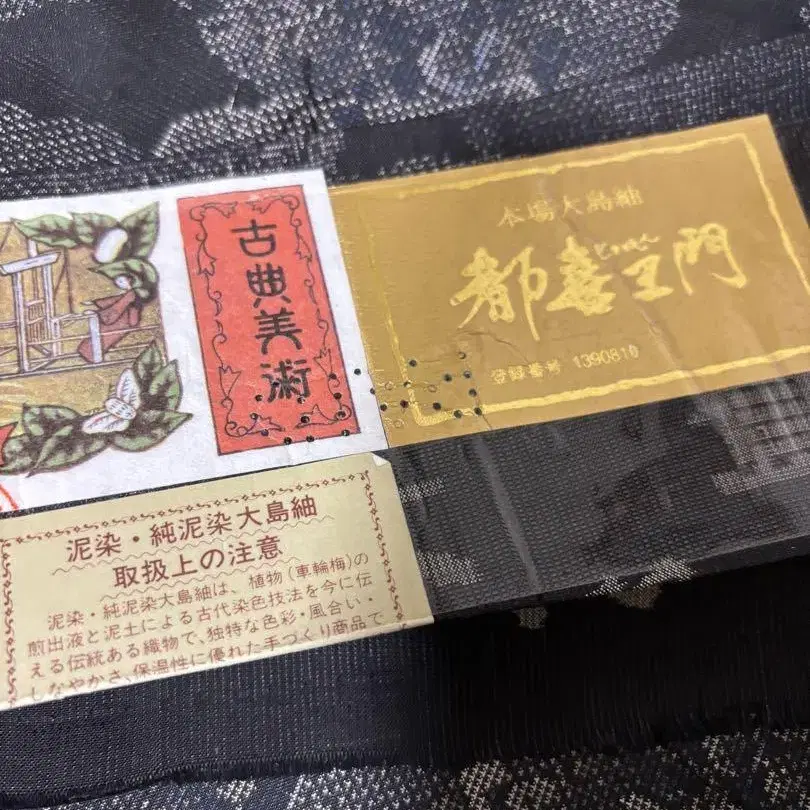 古典美術
本場大島紬
都喜ヱ門
登録番号 1390810
泥染・純泥染大島紬
取扱上の注意
泥染・純泥染大島紬は、植物(車輪梅)の
煎出液と泥土による古代染色技法を今に伝
える伝統ある織物で、独特な色彩・風合い・
しなやかさ、保温性に優れた手づくり商品で